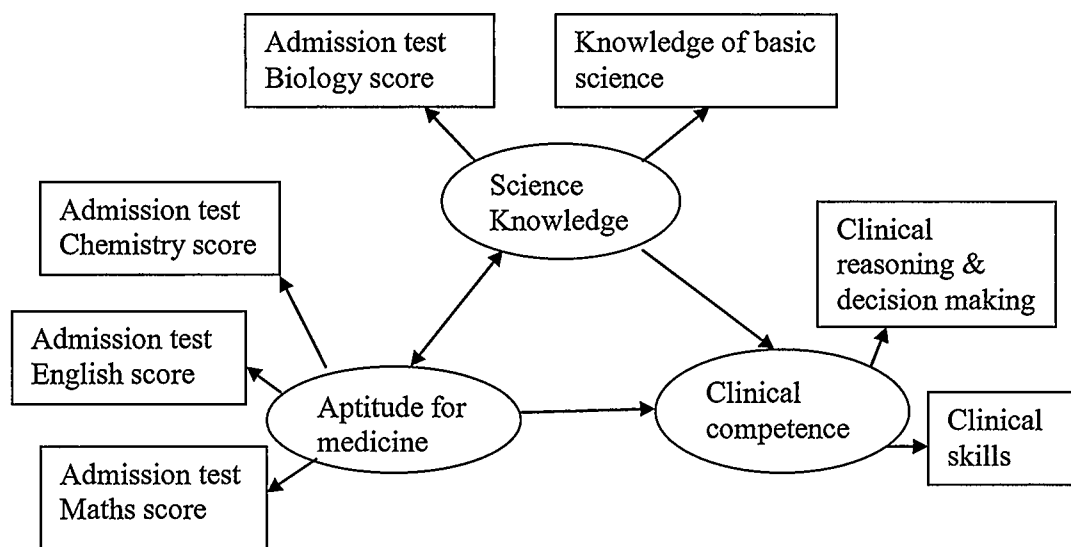 Admission test
Biology score
Knowledge of basic
science
Science
Knowledge
Admission test
Chemistry score
Clinical
reasoning &
decision making
Admission test
English score
Aptitude for
medicine
Clinical
competence
Clinical
skills
Admission test
Maths score